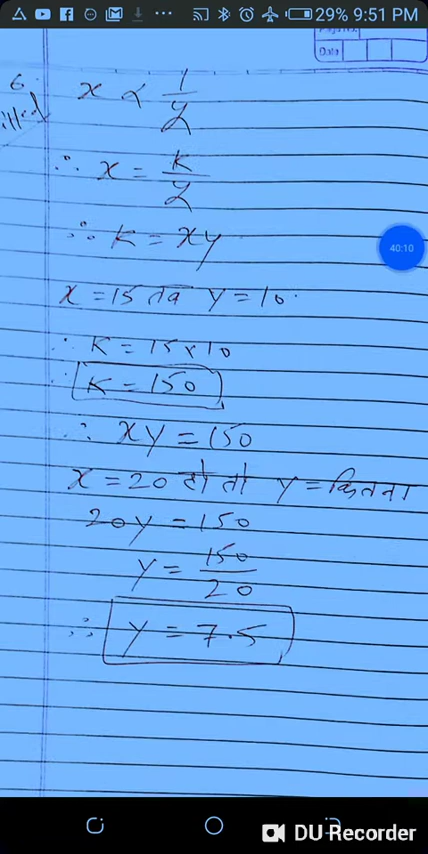 29% 9:51 PM
Date
6.
x ∝ 1/y
∴ x = K/y
∴ K = xy
40:10
x = 15 तब y = 10.
∴ K = 15 x 10
∴ K = 150
∴ xy = 150
x = 20 हो तो y = कितना
20y = 150
y = 150/20
∴ y = 7.5
DU Recorder